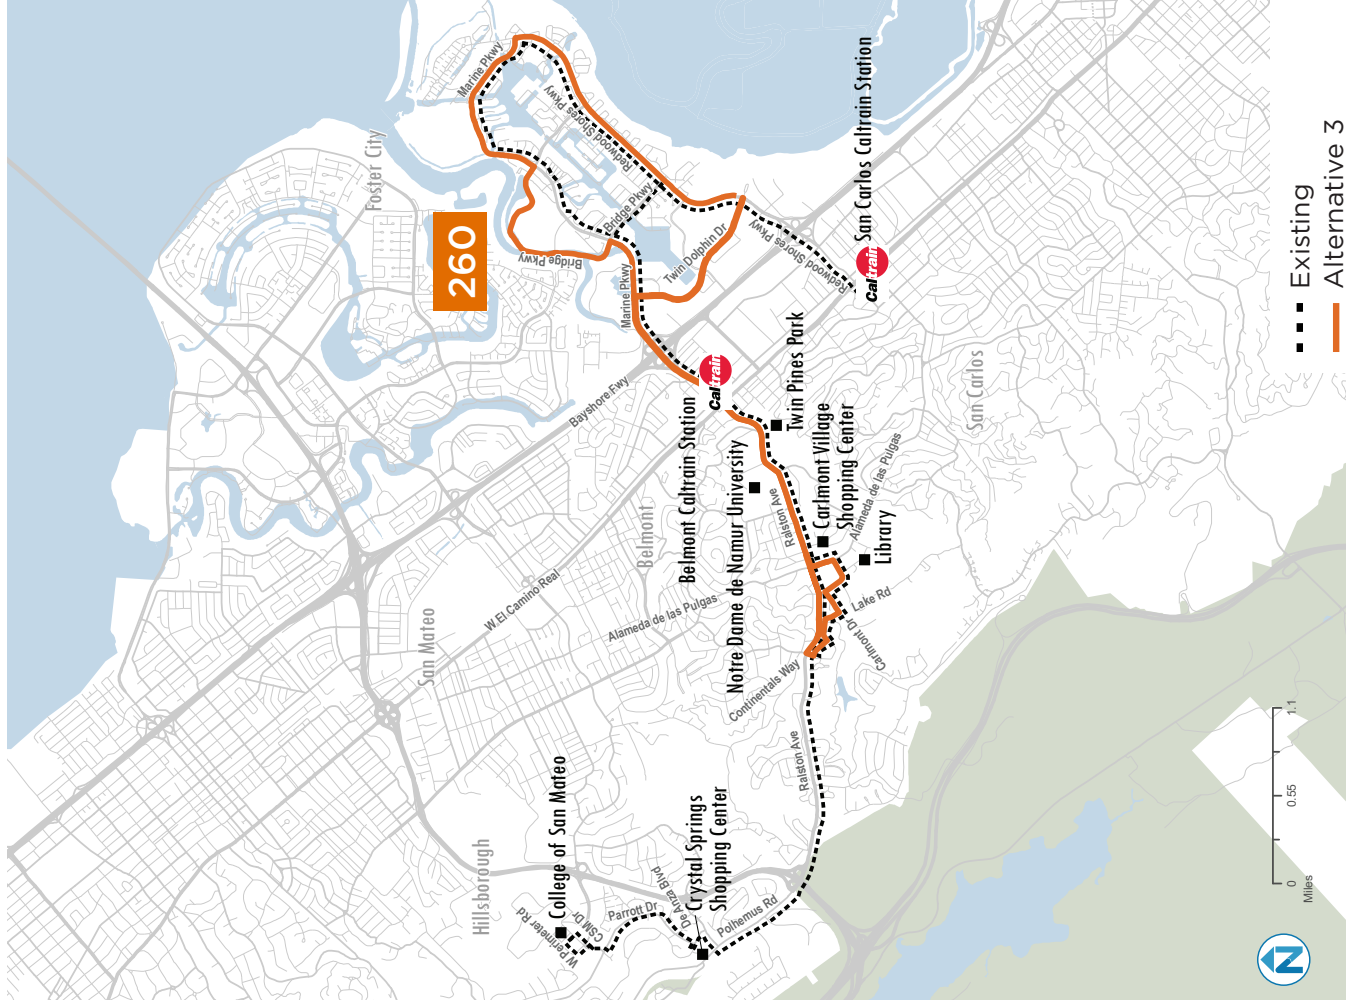 260
Foster City
San Mateo
Hillsborough
Belmont
San Carlos
Marine Pkwy
Redwood Shores Pkwy
Bridge Pkwy
Bridge Pkwy
Marine Pkwy
Twin Dolphin Dr
Redwood Shores Pkwy
Bayshore Fwy
W El Camino Real
Alameda de las Pulgas
Ralston Ave
Alameda de las Pulgas
Lake Rd
Carlmont Dr
Continentals Way
Ralston Ave
Polhemus Rd
De Anza Blvd
Parrott Dr
CSM Dr
W Perimeter Rd
San Carlos Caltrain Station
Caltrain
Belmont Caltrain Station
Caltrain
Twin Pines Park
Notre Dame de Namur University
Carlmont Village
Shopping Center
Library
College of San Mateo
Crystal Springs
Shopping Center
Existing
Alternative 3
0
0.55
1.1
Miles
N